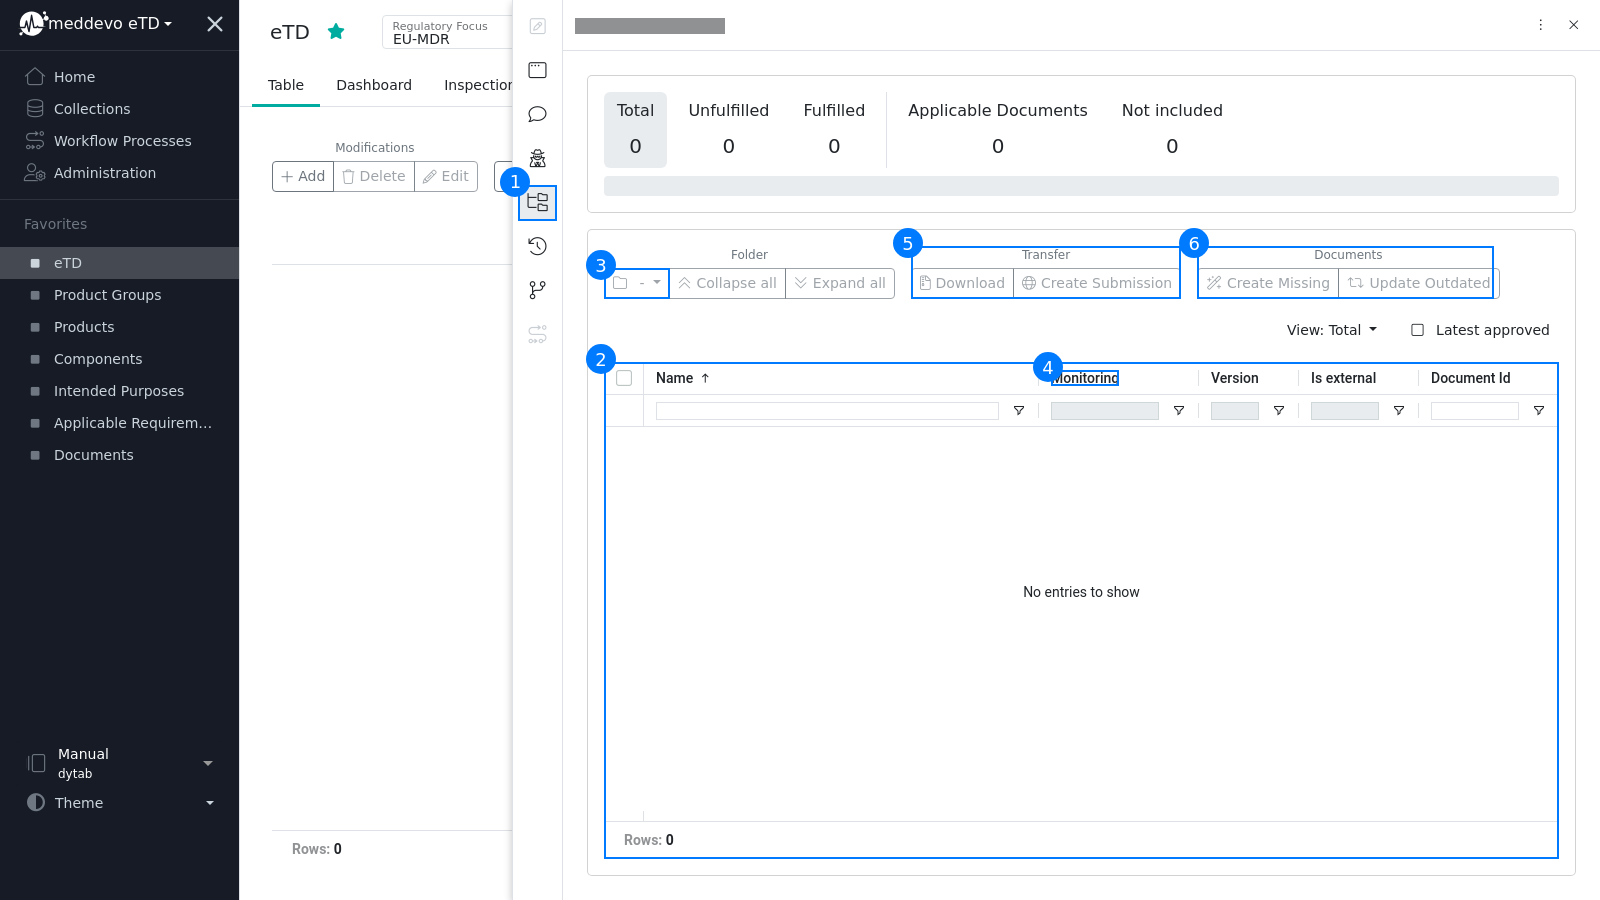 meddevo eTD
Home
Collections
Workflow Processes
Administration
Favorites
eTD
Product Groups
Products
Components
Intended Purposes
Applicable Requirem...
Documents
Manual
dytab
Theme
eTD
Regulatory Focus
EU-MDR
Table Dashboard Inspection
Modifications
Add Delete Edit
Rows: 0
1
Total Unfulfilled Fulfilled Applicable Documents Not included
0 0 0 0 0
3 5 6
Folder Transfer Documents
- Collapse all Expand all Download Create Submission Create Missing Update Outdated
View: Total Latest approved
2 4
Name Monitoring Version Is external Document Id
No entries to show
Rows: 0